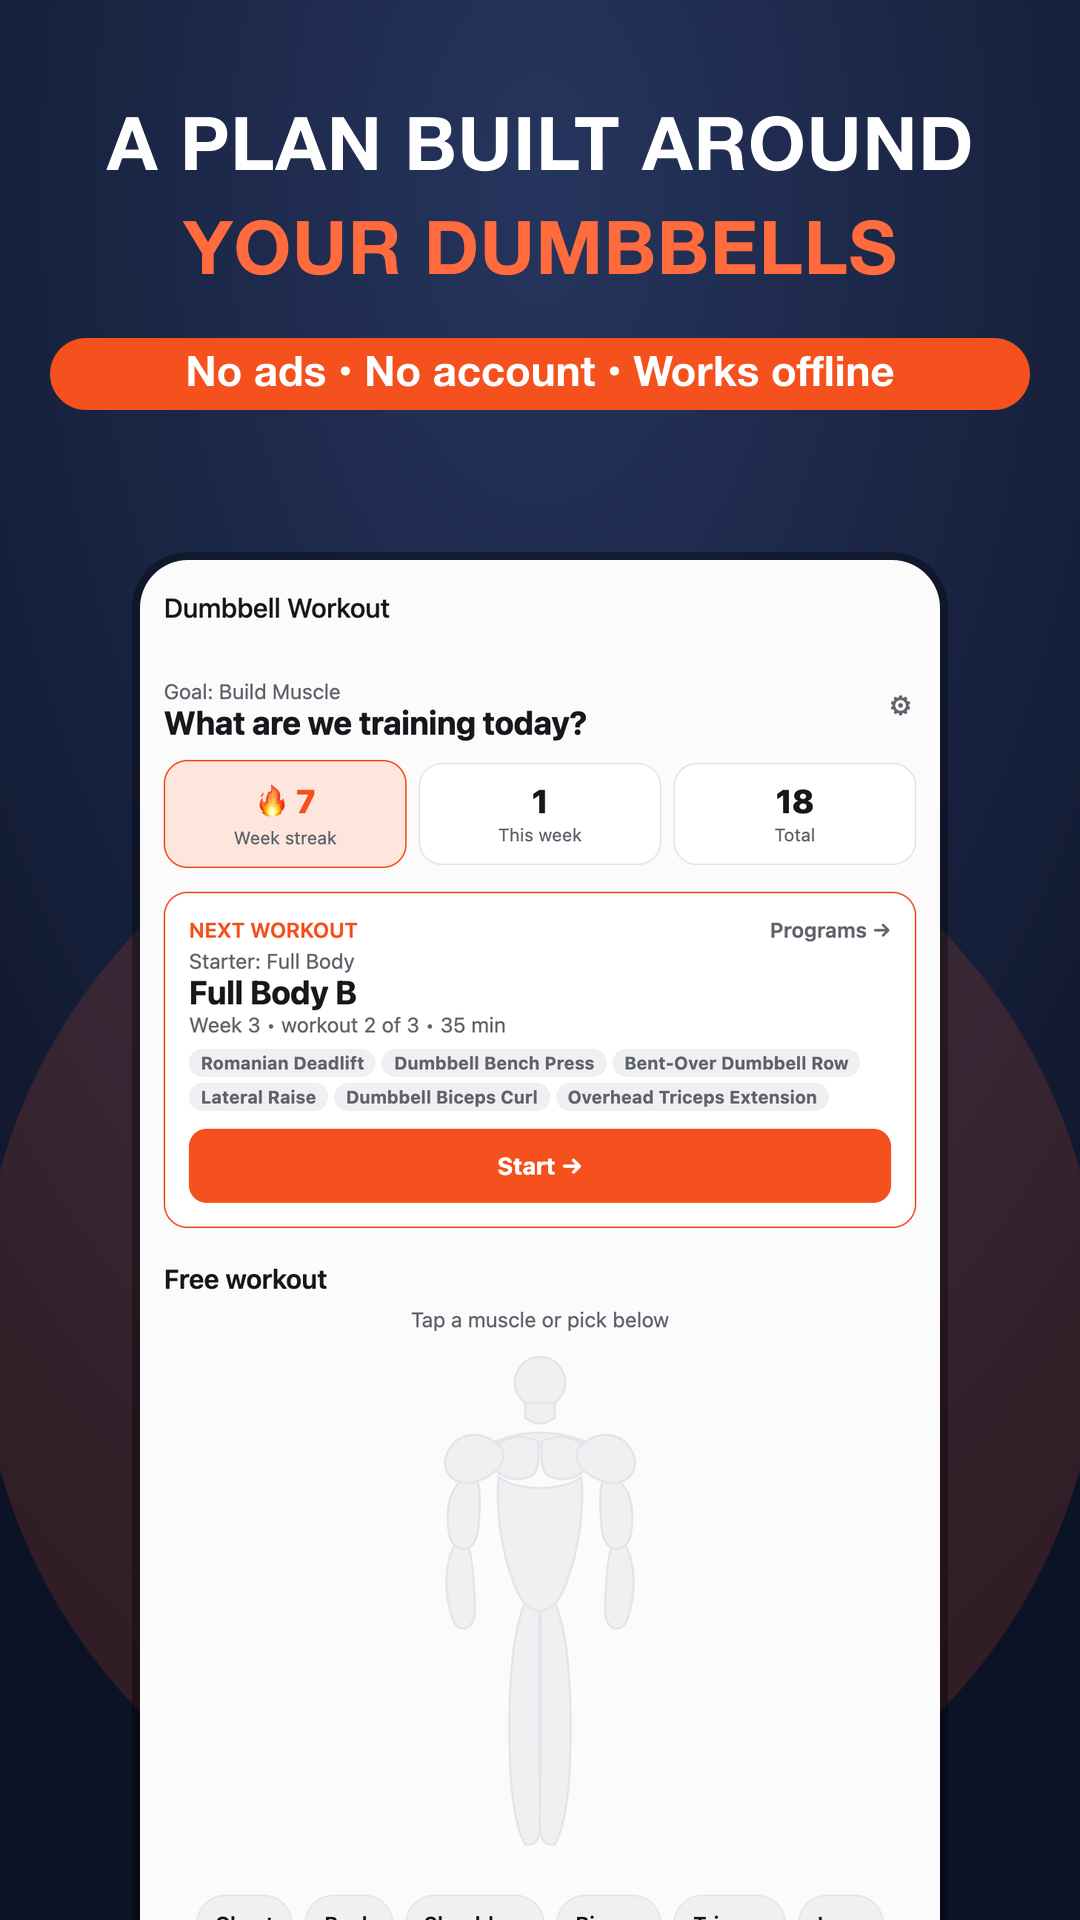 A PLAN BUILT AROUND
YOUR DUMBBELLS
No ads • No account • Works offline
Dumbbell Workout
Goal: Build Muscle
What are we training today?
🔥 7
Week streak
1
This week
18
Total
NEXT WORKOUT
Programs →
Starter: Full Body
Full Body B
Week 3 • workout 2 of 3 • 35 min
Romanian Deadlift Dumbbell Bench Press Bent-Over Dumbbell Row
Lateral Raise Dumbbell Biceps Curl Overhead Triceps Extension
Start →
Free workout
Tap a muscle or pick below